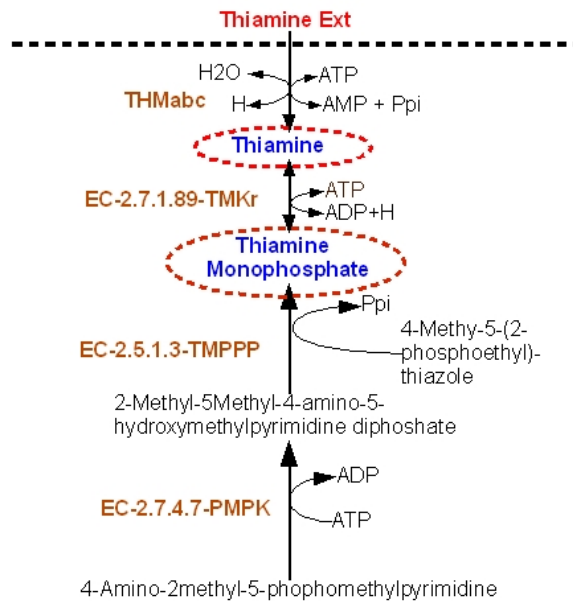 Thiamine Ext
H2O
ATP
THMabc
H
AMP + Ppi
Thiamine
EC-2.7.1.89-TMKr
ATP
ADP+H
Thiamine
Monophosphate
Ppi
EC-2.5.1.3-TMPPP
4-Methy-5-(2-
phosphoethyl)-
thiazole
2-Methyl-5Methyl-4-amino-5-
hydroxymethylpyrimidine diphoshate
ADP
EC-2.7.4.7-PMPK
ATP
4-Amino-2methyl-5-phophomethylpyrimidine